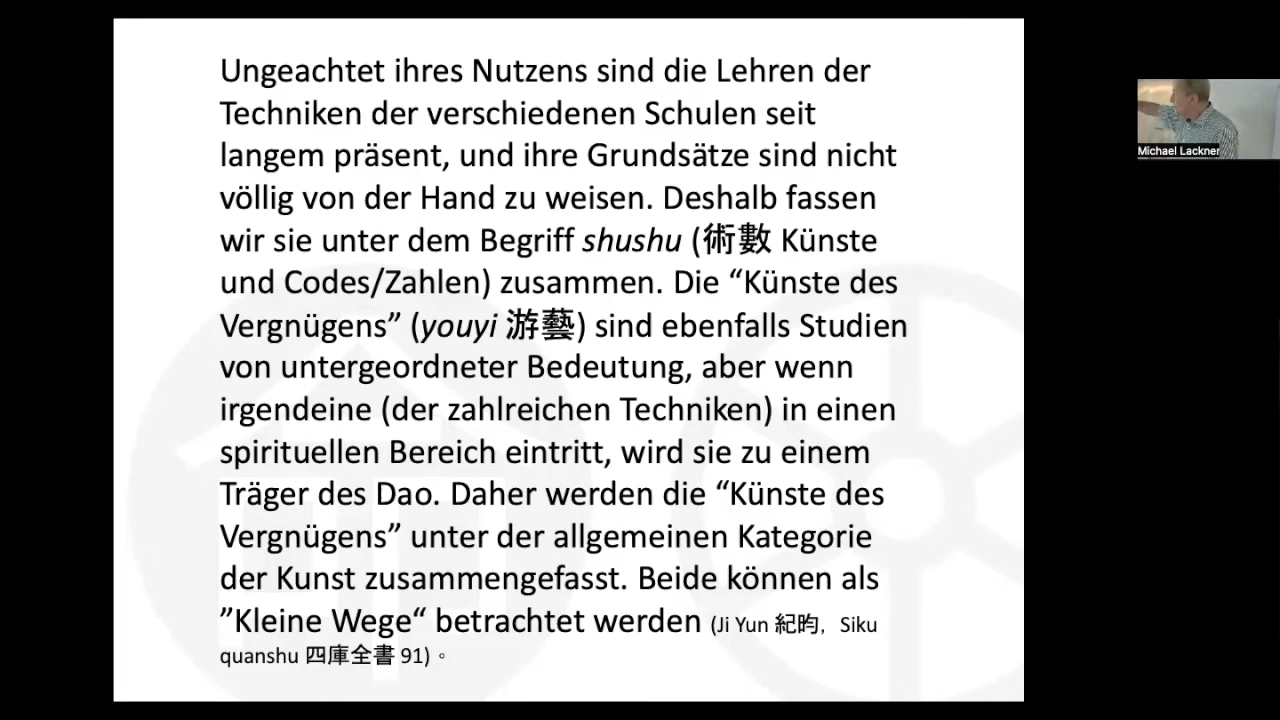 Ungeachtet ihres Nutzens sind die Lehren der
Techniken der verschiedenen Schulen seit
langem präsent, und ihre Grundsätze sind nicht
völlig von der Hand zu weisen. Deshalb fassen
wir sie unter dem Begriff shushu (術數 Künste
und Codes/Zahlen) zusammen. Die “Künste des
Vergnügens” (youyi 游藝) sind ebenfalls Studien
von untergeordneter Bedeutung, aber wenn
irgendeine (der zahlreichen Techniken) in einen
spirituellen Bereich eintritt, wird sie zu einem
Träger des Dao. Daher werden die “Künste des
Vergnügens” unter der allgemeinen Kategorie
der Kunst zusammengefasst. Beide können als
”Kleine Wege“ betrachtet werden (Ji Yun 紀昀，Siku
quanshu 四庫全書 91)。
Michael Lackner